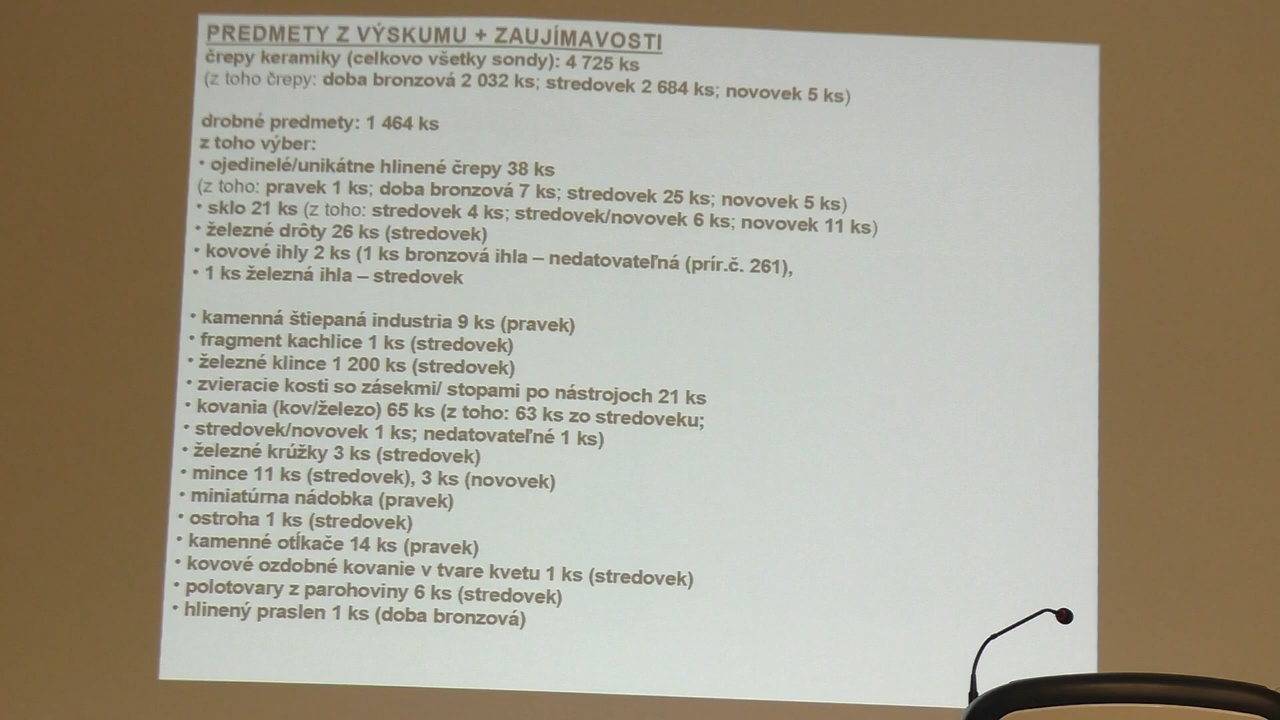 PREDMETY Z VÝSKUMU + ZAUJÍMAVOSTI
črepy keramiky (celkovo všetky sondy): 4 725 ks
(z toho črepy: doba bronzová 2 032 ks; stredovek 2 684 ks; novovek 5 ks)
drobné predmety: 1 464 ks
z toho výber:
• ojedinelé/unikátne hlinené črepy 38 ks
(z toho: pravek 1 ks; doba bronzová 7 ks; stredovek 25 ks; novovek 5 ks)
• sklo 21 ks (z toho: stredovek 4 ks; stredovek/novovek 6 ks; novovek 11 ks)
• železné drôty 26 ks (stredovek)
• kovové ihly 2 ks (1 ks bronzová ihla – nedatovateľná (prír.č. 261),
• 1 ks železná ihla – stredovek
• kamenná štiepaná industria 9 ks (pravek)
• fragment kachlice 1 ks (stredovek)
• železné klince 1 200 ks (stredovek)
• zvieracie kosti so zásekmi/ stopami po nástrojoch 21 ks
• kovania (kov/železo) 65 ks (z toho: 63 ks zo stredoveku;
• stredovek/novovek 1 ks; nedatovateľné 1 ks)
• železné krúžky 3 ks (stredovek)
• mince 11 ks (stredovek), 3 ks (novovek)
• miniatúrna nádobka (pravek)
• ostroha 1 ks (stredovek)
• kamenné otĺkače 14 ks (pravek)
• kovové ozdobné kovanie v tvare kvetu 1 ks (stredovek)
• polotovary z parohoviny 6 ks (stredovek)
• hlinený praslen 1 ks (doba bronzová)